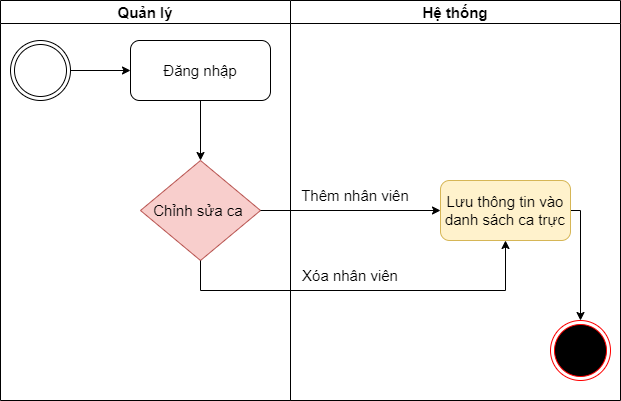 Quản lý
Hệ thống
Đăng nhập
Chỉnh sửa ca
Thêm nhân viên
Lưu thông tin vào
danh sách ca trực
Xóa nhân viên